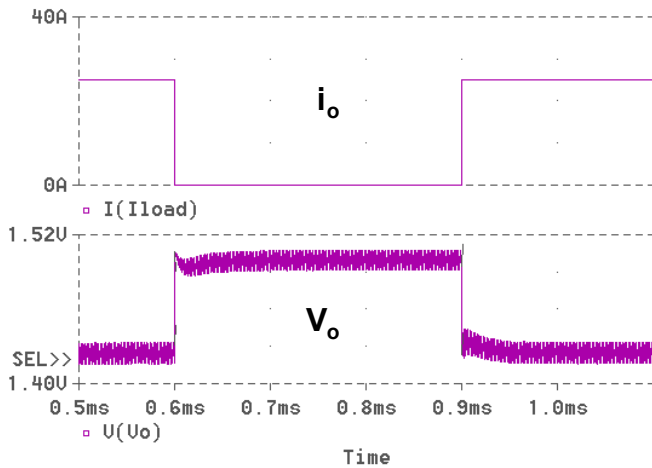 40A
iₒ
0A
I(Iload)
1.52V
Vₒ
SEL>>
1.40V
0.5ms 0.6ms 0.7ms 0.8ms 0.9ms 1.0ms
V(Vo)
Time